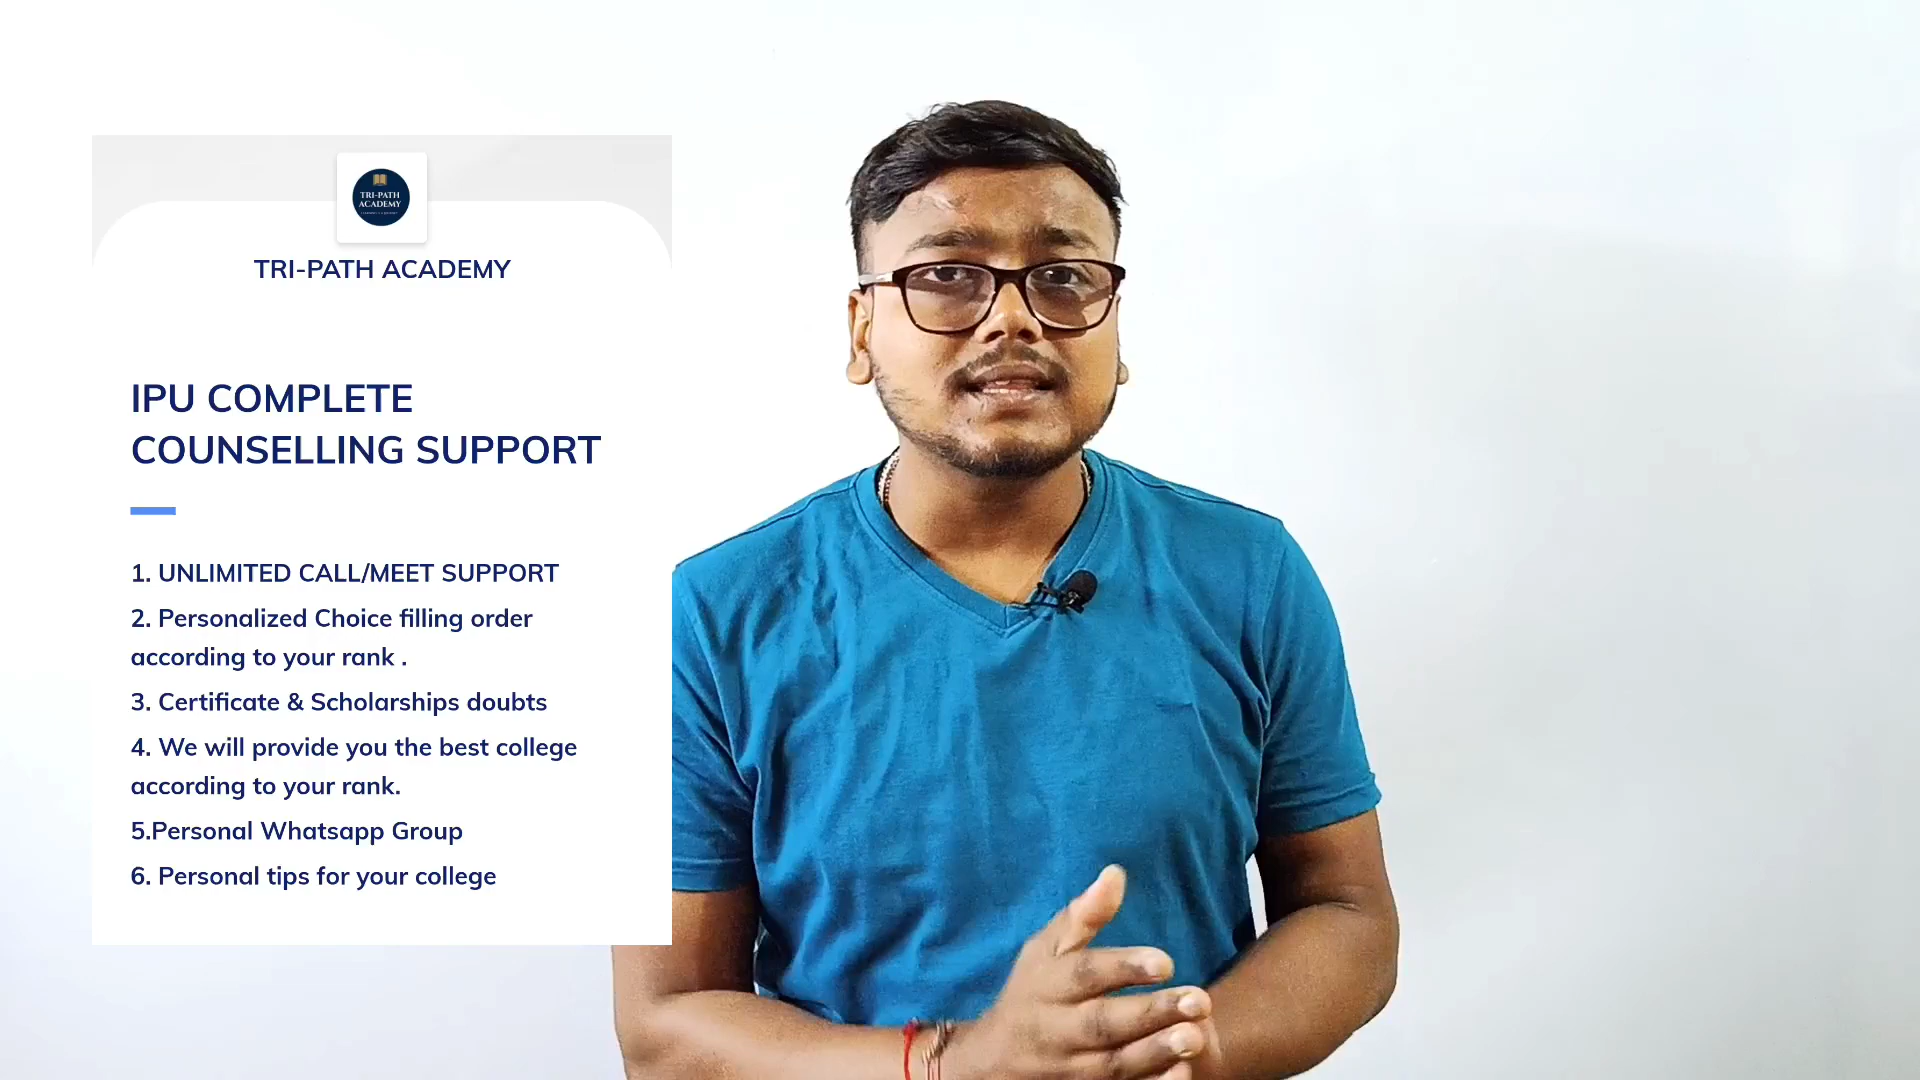 TRI-PATH
ACADEMY
TRI-PATH ACADEMY
IPU COMPLETE
COUNSELLING SUPPORT
1. UNLIMITED CALL/MEET SUPPORT
2. Personalized Choice filling order
according to your rank .
3. Certificate & Scholarships doubts
4. We will provide you the best college
according to your rank.
5.Personal Whatsapp Group
6. Personal tips for your college